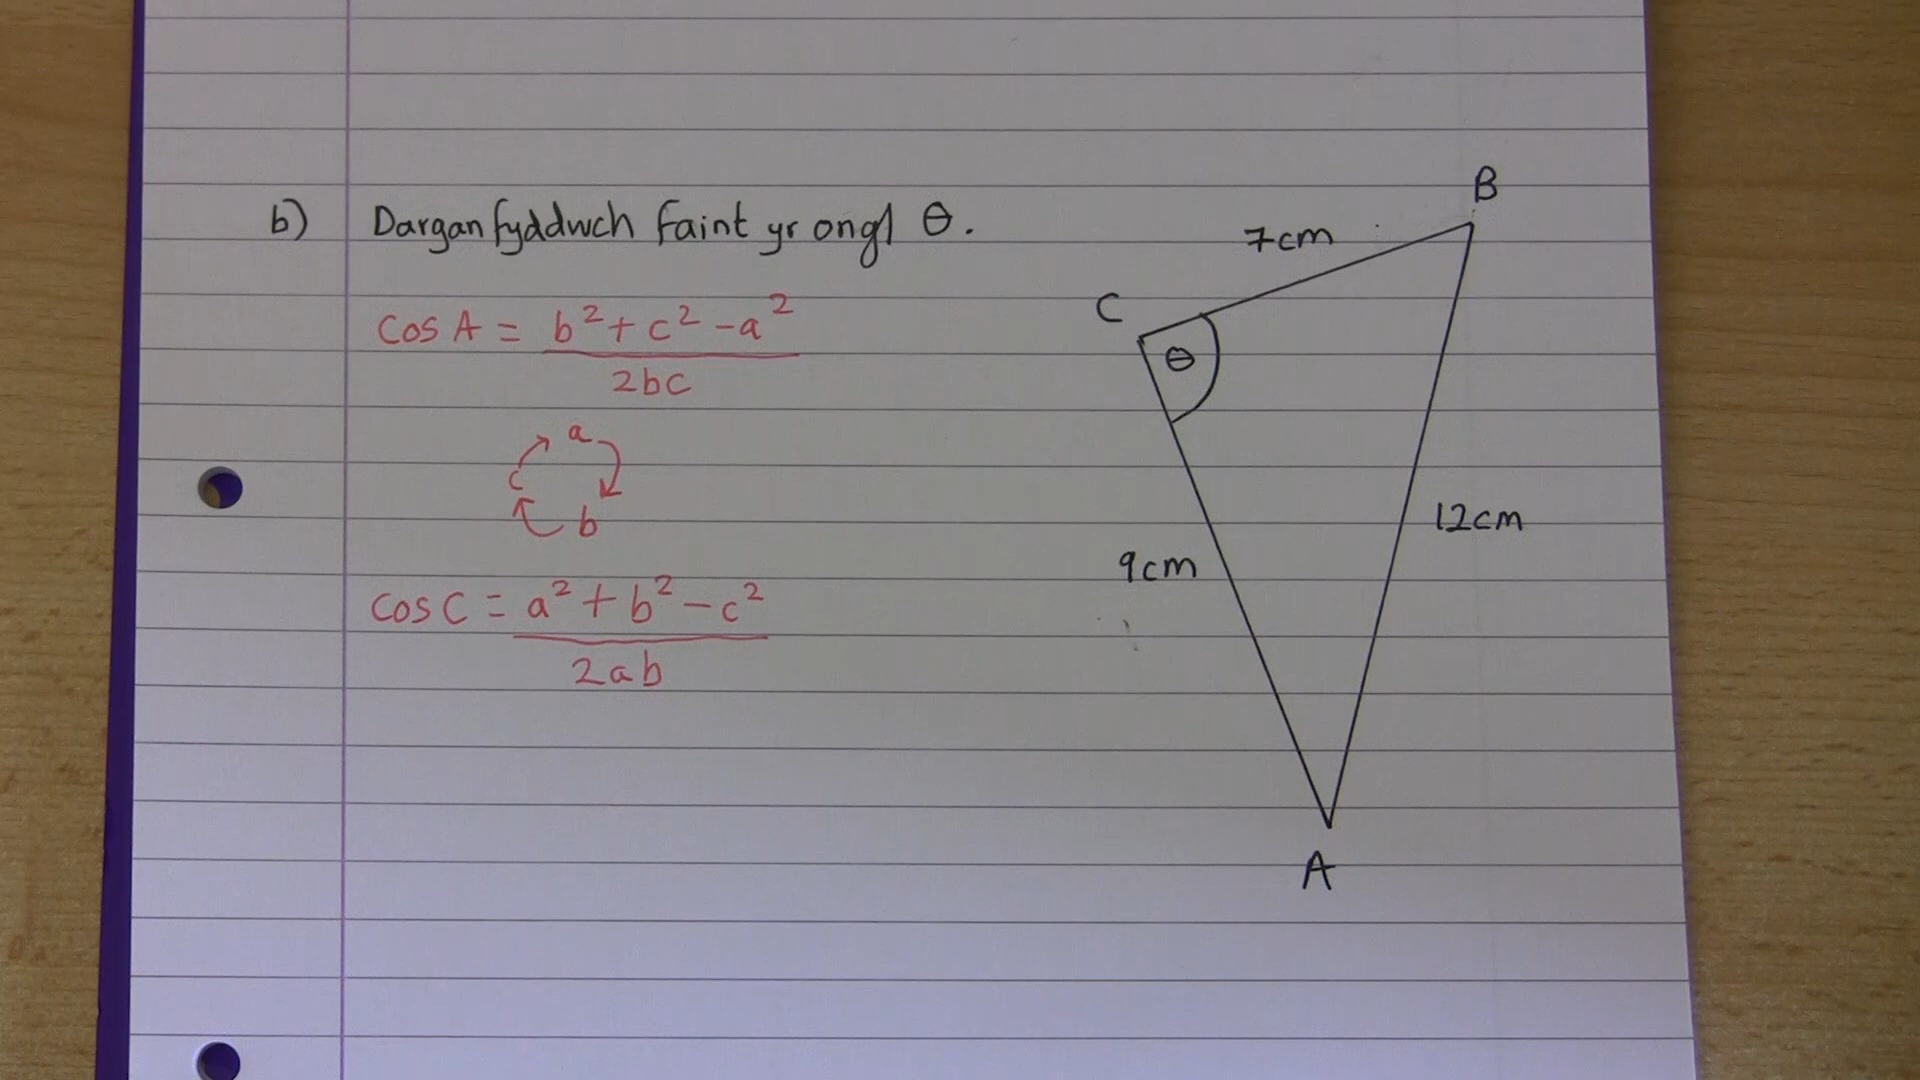 b) Darganfyddwch faint yr ongl θ.
cos A = b² + c² - a²
2bc
a
c
b
cos C = a² + b² - c²
2ab
B
7cm
C
θ
12cm
9cm
A